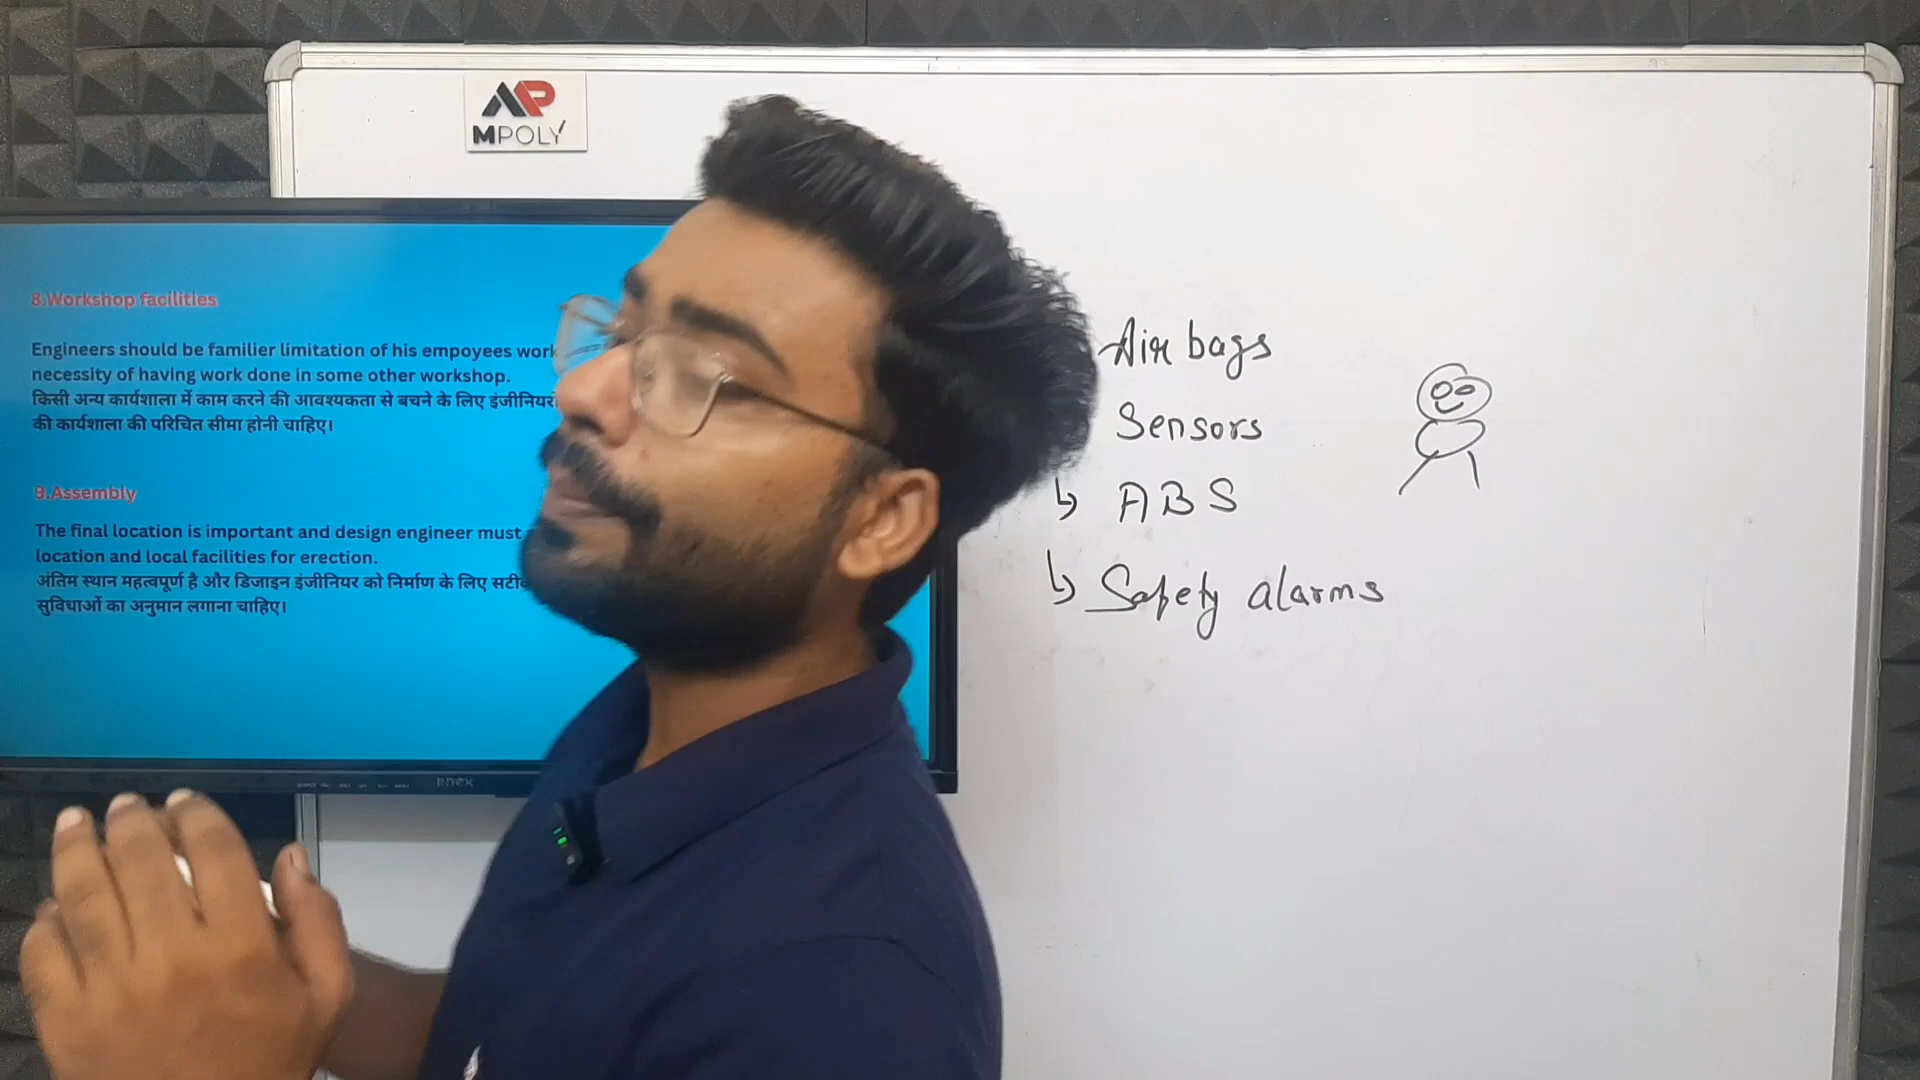 AP
MPOLY
8.Workshop facilities
Engineers should be familier limitation of his empoyees
necessity of having work done in some other workshop.
किसी अन्य कार्यशाला में काम करने की आवश्यकता से बचने के लिए
की कार्यशाला की परिचित सीमा होनी चाहिए।
9.Assembly
The final location is important and design engineer must
location and local facilities for erection.
अंतिम स्थान महत्वपूर्ण है और डिजाइन इंजीनियर को निर्माण के लिए
सुविधाओं का अनुमान लगाना चाहिए।
INTEX
Air bags
Sensors
↳ ABS
↳ Safety alarms